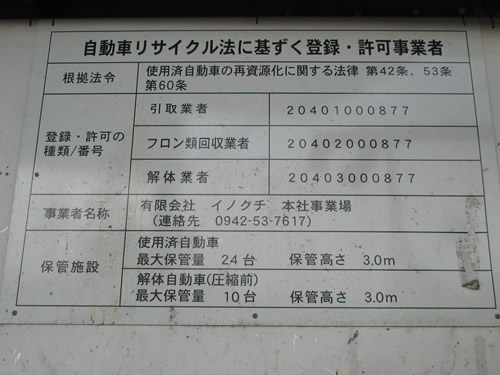 自動車リサイクル法に基ずく登録・許可事業者
根拠法令 使用済自動車の再資源化に関する法律 第42条、53条
第60条
登録・許可の
種類/番号
引取業者 20401000877
フロン類回収業者 20402000877
解体業者 20403000877
事業者名称 有限会社 イノクチ 本社事業場
(連絡先 0942-53-7617)
保管施設
使用済自動車
最大保管量 24台 保管高さ 3.0m
解体自動車(圧縮前)
最大保管量 10台 保管高さ 3.0m